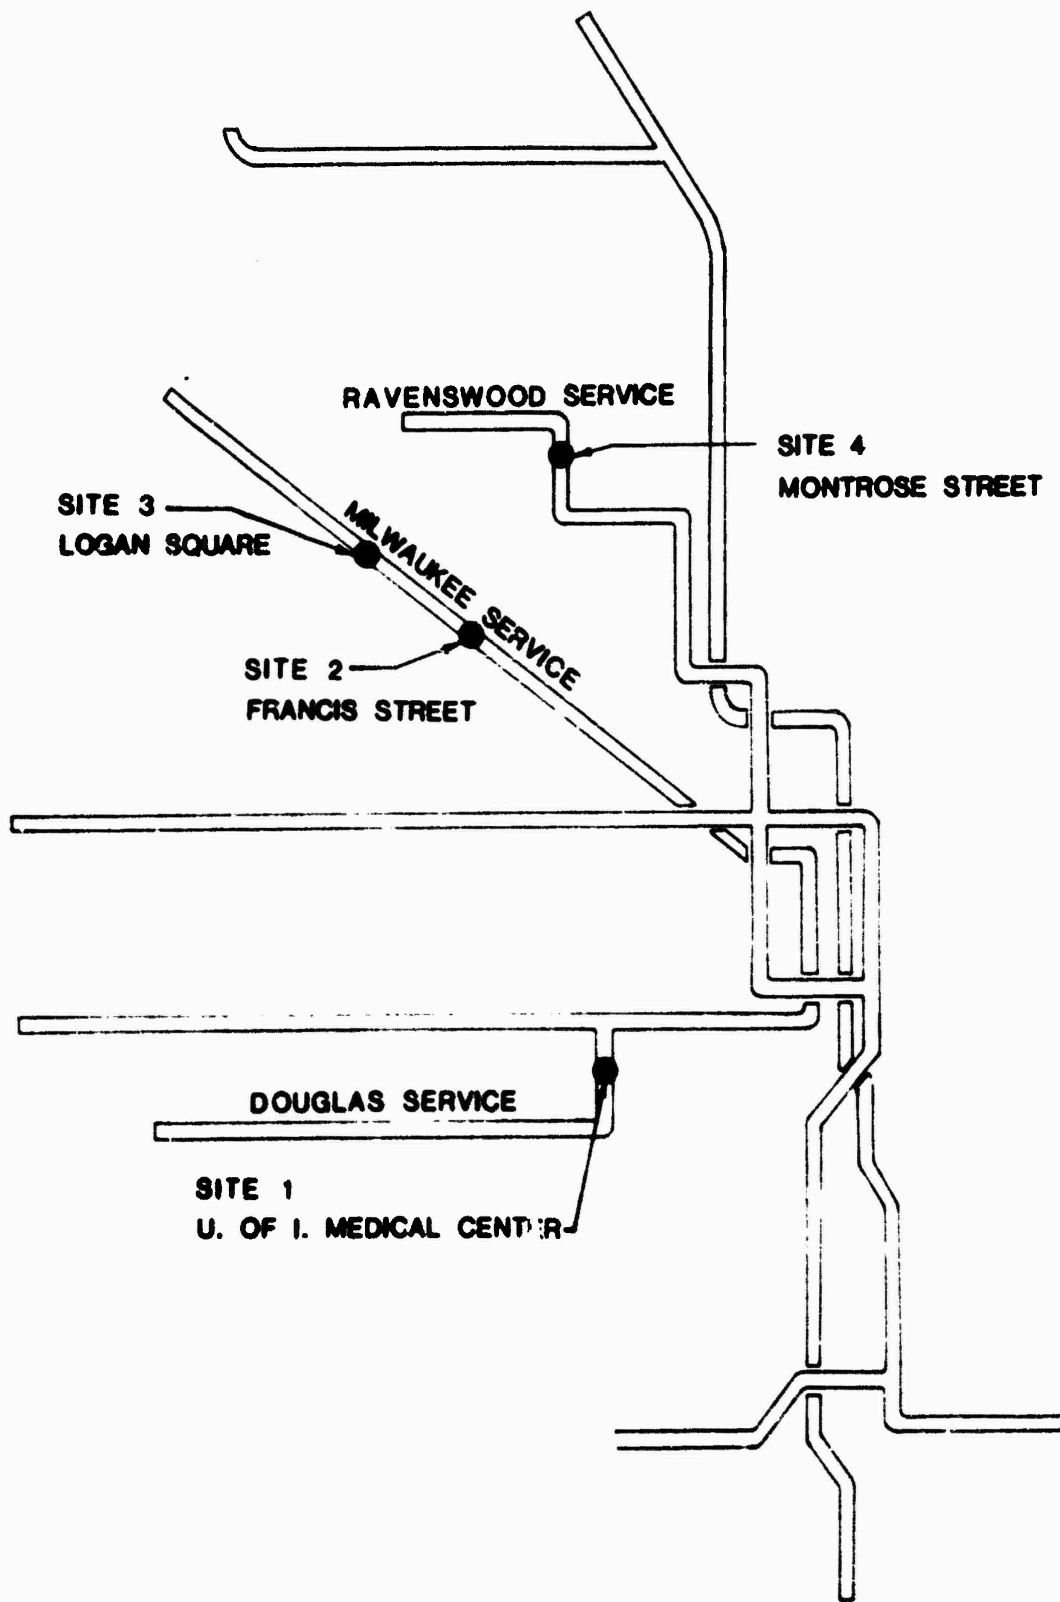 RAVENSWOOD SERVICE
SITE 4
MONTROSE STREET
SITE 3
LOGAN SQUARE
MILWAUKEE SERVICE
SITE 2
FRANCIS STREET
DOUGLAS SERVICE
SITE 1
U. OF I. MEDICAL CENTER